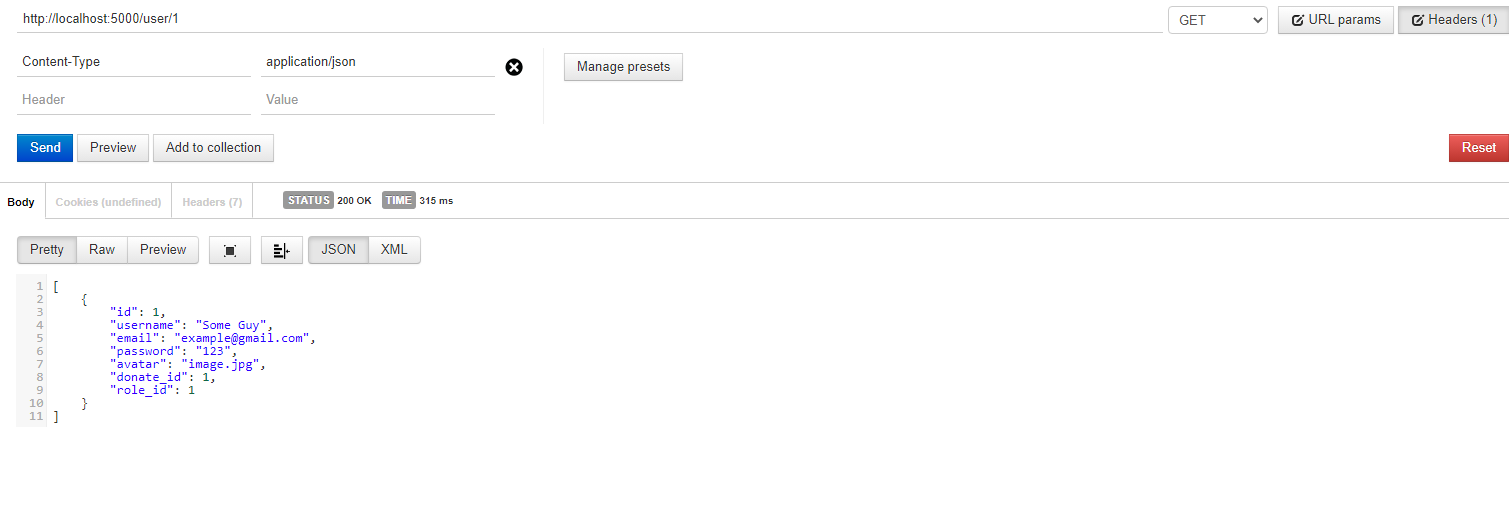 http://localhost:5000/user/1 GET URL params Headers (1)
Content-Type application/json Manage presets
Header Value
Send Preview Add to collection Reset
Body Cookies (undefined) Headers (7) STATUS 200 OK TIME 315 ms
Pretty Raw Preview JSON XML
1 [
2 {
3 "id": 1,
4 "username": "Some Guy",
5 "email": "example@gmail.com",
6 "password": "123",
7 "avatar": "image.jpg",
8 "donate_id": 1,
9 "role_id": 1
10 }
11 ]